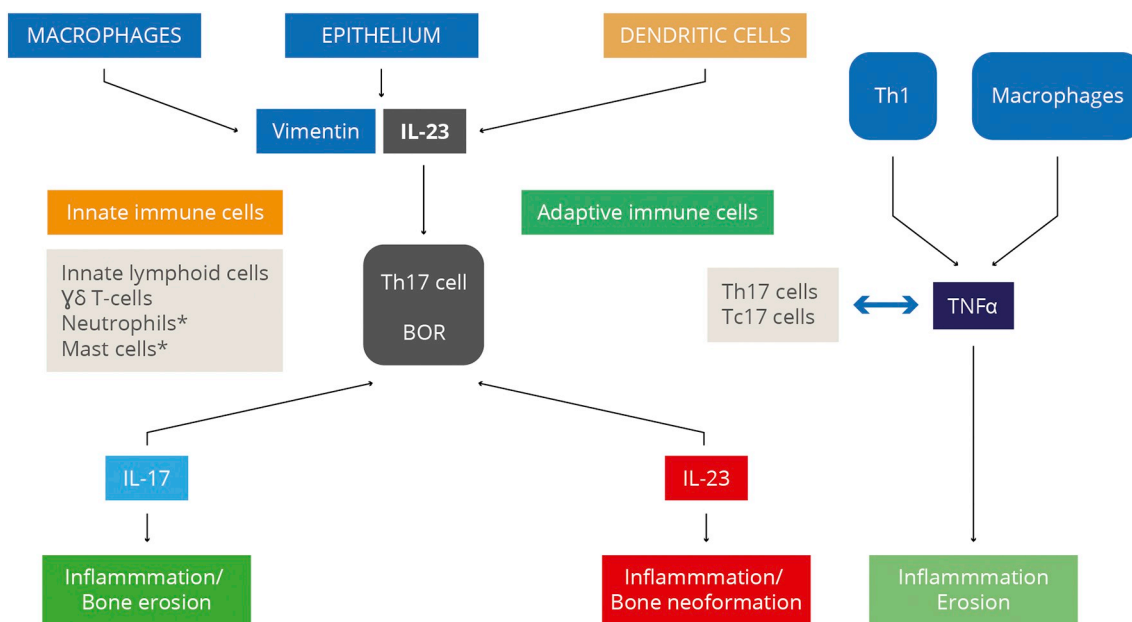 MACROPHAGES
EPITHELIUM
DENDRITIC CELLS
Th1
Macrophages
Vimentin
IL-23
Innate immune cells
Adaptive immune cells
Innate lymphoid cells
Ɣδ T-cells
Neutrophils*
Mast cells*
Th17 cell
BOR
Th17 cells
Tc17 cells
TNFα
IL-17
IL-23
Inflammmation/
Bone erosion
Inflammmation/
Bone neoformation
Inflammmation
Erosion